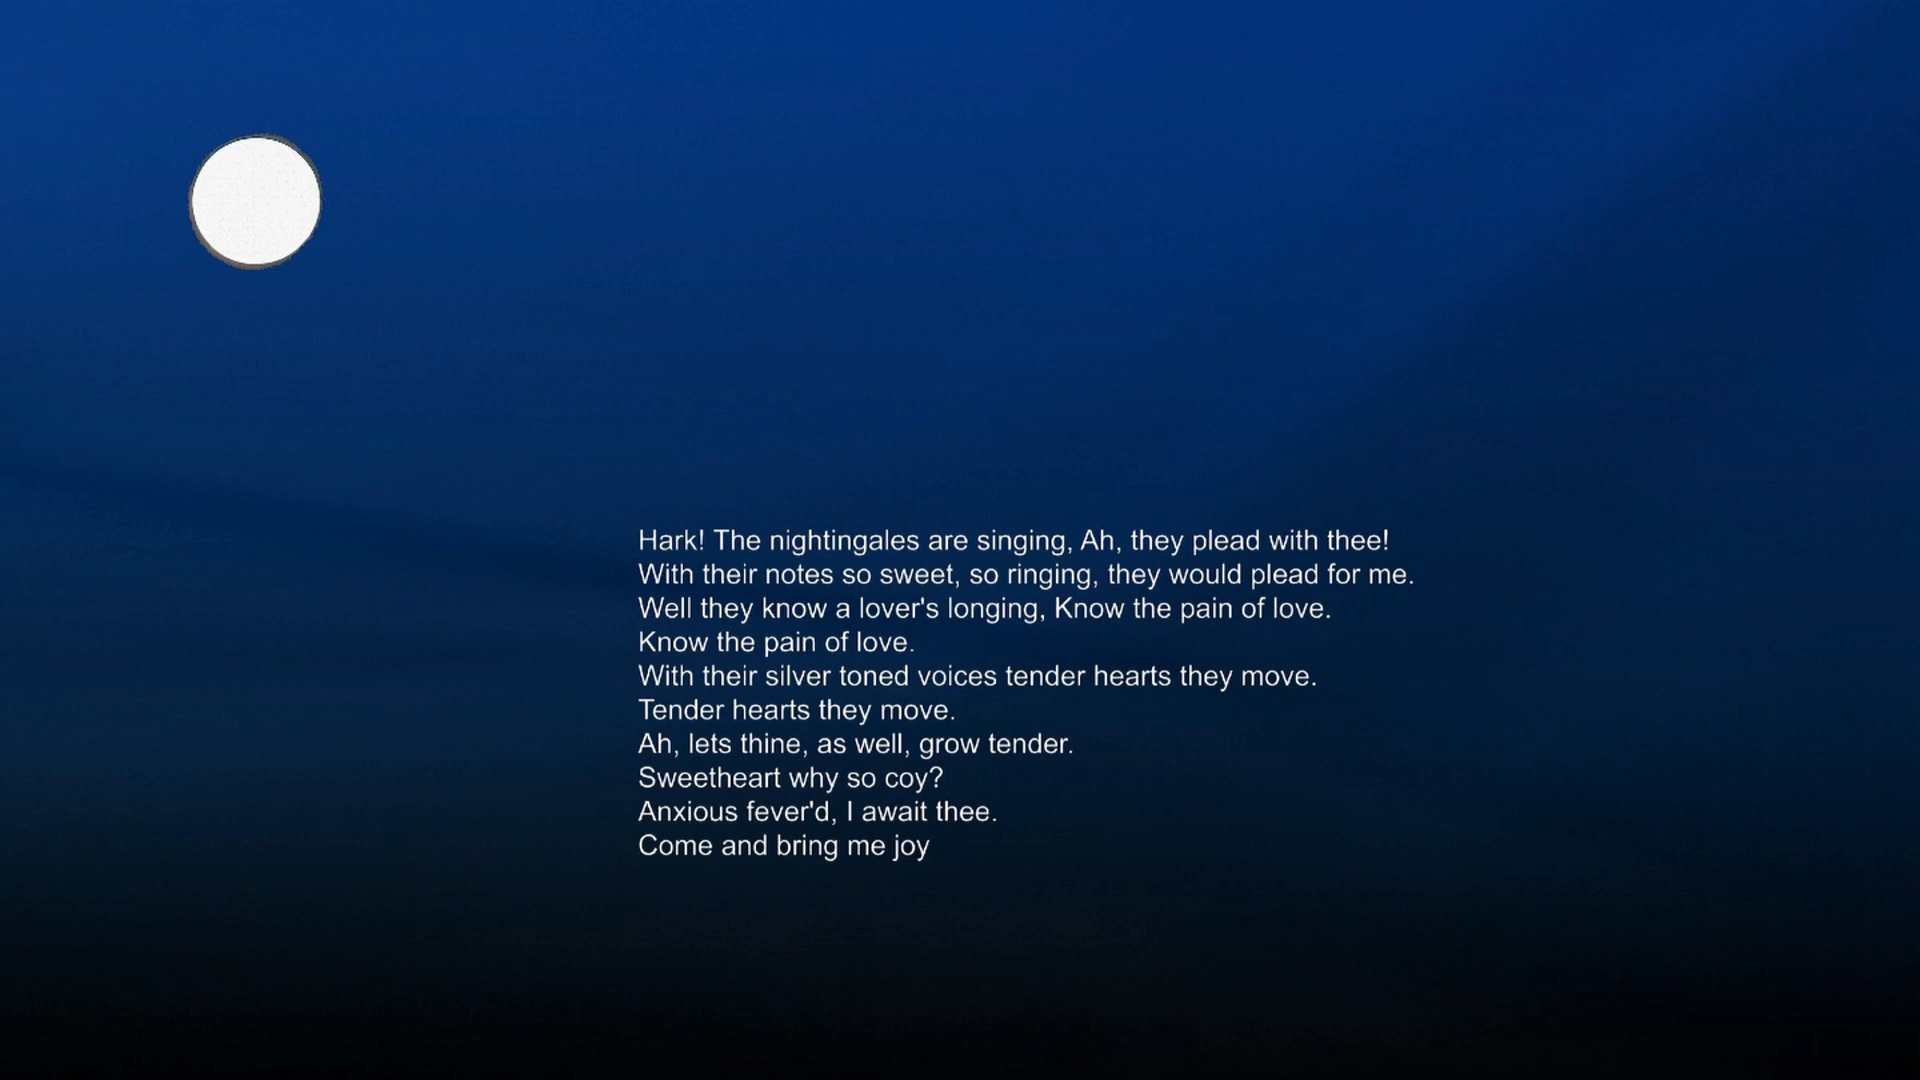 Hark! The nightingales are singing, Ah, they plead with thee!
With their notes so sweet, so ringing, they would plead for me.
Well they know a lover's longing, Know the pain of love.
Know the pain of love.
With their silver toned voices tender hearts they move.
Tender hearts they move.
Ah, lets thine, as well, grow tender.
Sweetheart why so coy?
Anxious fever'd, I await thee.
Come and bring me joy